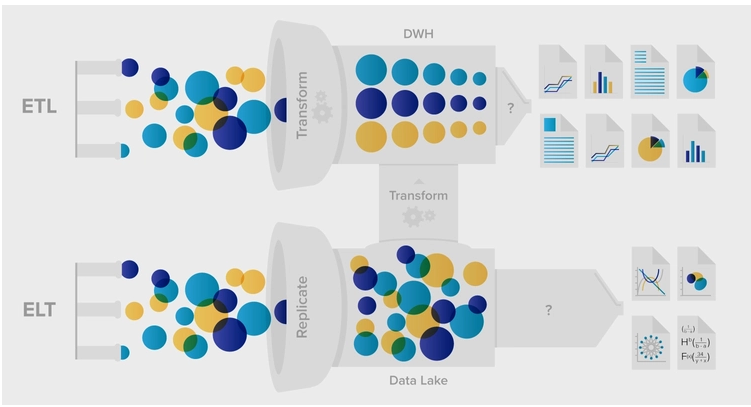 DWH
ETL
Transform
?
Transform
ELT
Replicate
?
Data Lake